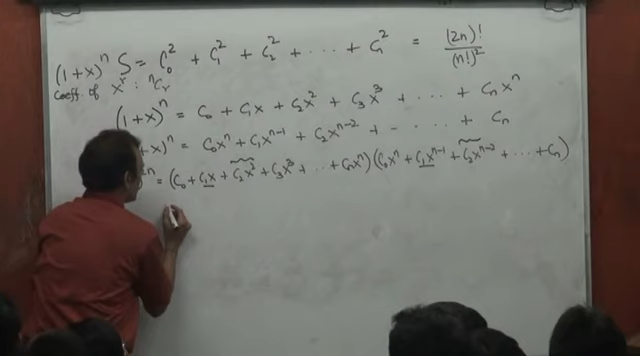 (1+x)^n S = C_0^2 + C_1^2 + C_2^2 + ..... + C_n^2 = (2n)!/(n!)^2
Coeff of x^r : ^nC_r
(1+x)^n = C_0 + C_1x + C_2x^2 + C_3x^3 + ..... + C_nx^n
+x)^n = C_0x^n + C_1x^{n-1} + C_2x^{n-2} + - ..... + C_n
= (C_0 + C_1x + C_2x^2 + C_3x^3 + ... + C_nx^n)(C_0x^n + C_1x^{n-1} + C_2x^{n-2} + ... + C_n)